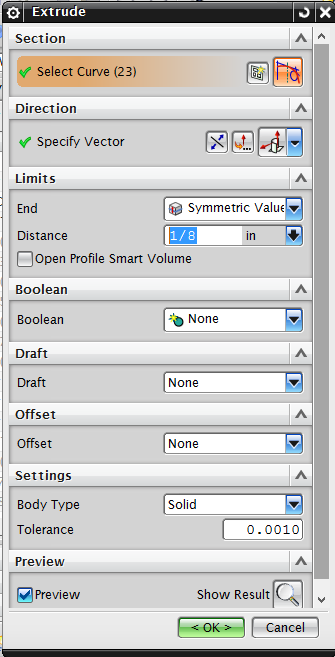 Extrude
Section
Select Curve (23)
Direction
Specify Vector
Limits
End Symmetric Value
Distance 1/8 in
Open Profile Smart Volume
Boolean
Boolean None
Draft
Draft None
Offset
Offset None
Settings
Body Type Solid
Tolerance 0.0010
Preview
Preview Show Result
< OK > Cancel